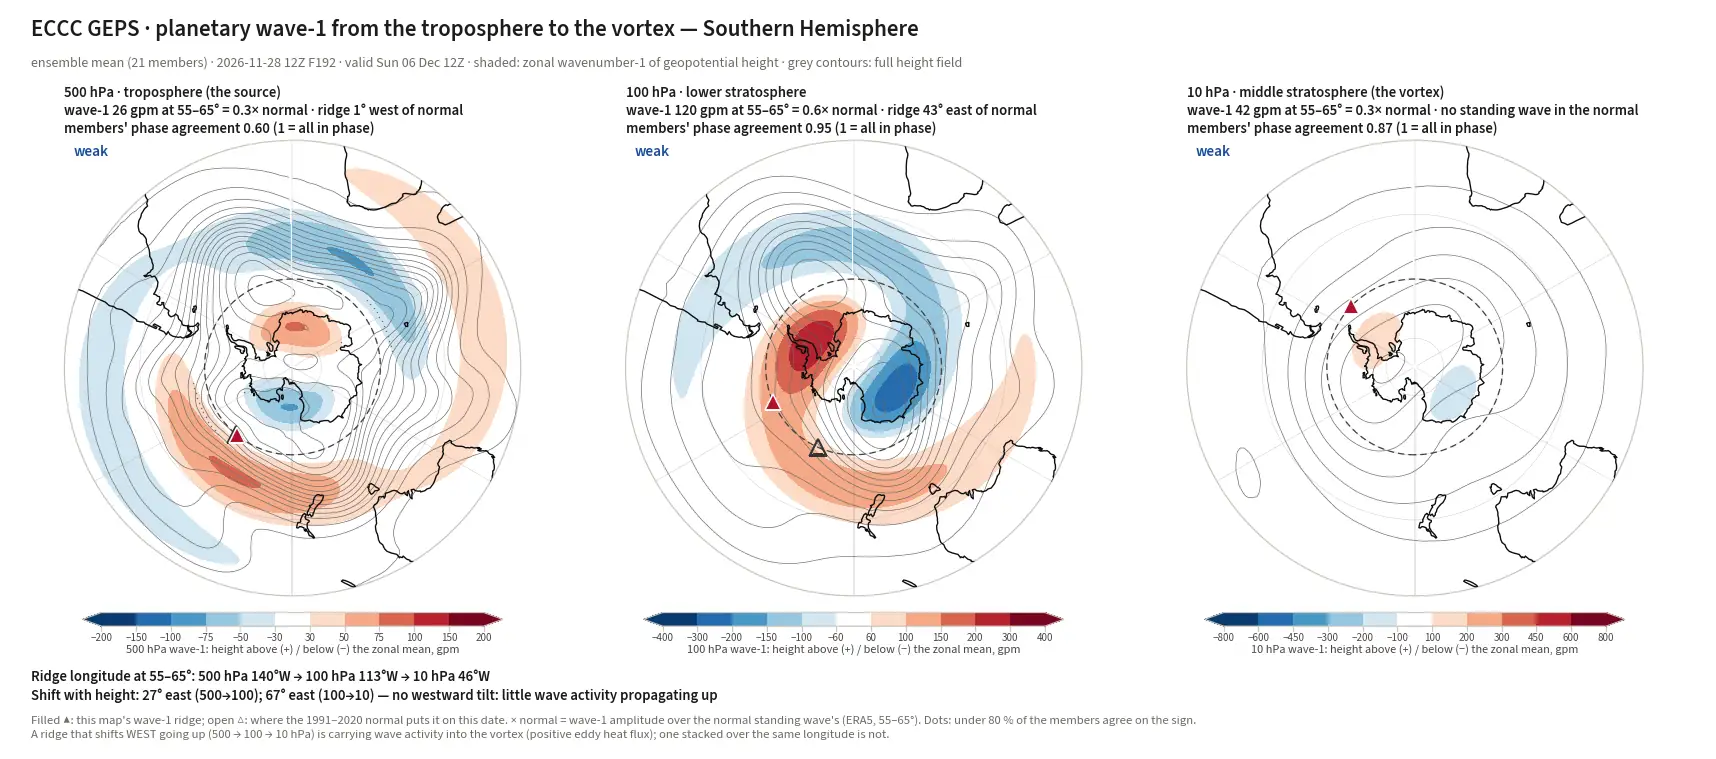 ECCC GEPS · planetary wave-1 from the troposphere to the vortex — Southern Hemisphere
ensemble mean (21 members) · 2026-11-28 12Z F192 · valid Sun 06 Dec 12Z · shaded: zonal wavenumber-1 of geopotential height · grey contours: full height field
500 hPa · troposphere (the source)
wave-1 26 gpm at 55–65° = 0.3× normal · ridge 1° west of normal
members' phase agreement 0.60 (1 = all in phase)
weak
100 hPa · lower stratosphere
wave-1 120 gpm at 55–65° = 0.6× normal · ridge 43° east of normal
members' phase agreement 0.95 (1 = all in phase)
weak
10 hPa · middle stratosphere (the vortex)
wave-1 42 gpm at 55–65° = 0.3× normal · no standing wave in the normal
members' phase agreement 0.87 (1 = all in phase)
weak
−200 −150 −100 −75 −50 −30 30 50 75 100 150 200
500 hPa wave-1: height above (+) / below (−) the zonal mean, gpm
−400 −300 −200 −150 −100 −60 60 100 150 200 300 400
100 hPa wave-1: height above (+) / below (−) the zonal mean, gpm
−800 −600 −450 −300 −200 −100 100 200 300 450 600 800
10 hPa wave-1: height above (+) / below (−) the zonal mean, gpm
Ridge longitude at 55–65°: 500 hPa 140°W → 100 hPa 113°W → 10 hPa 46°W
Shift with height: 27° east (500→100); 67° east (100→10) — no westward tilt: little wave activity propagating up
Filled ▲: this map's wave-1 ridge; open △: where the 1991–2020 normal puts it on this date. × normal = wave-1 amplitude over the normal standing wave's (ERA5, 55–65°). Dots: under 80 % of the members agree on the sign.
A ridge that shifts WEST going up (500 → 100 → 10 hPa) is carrying wave activity into the vortex (positive eddy heat flux); one stacked over the same longitude is not.